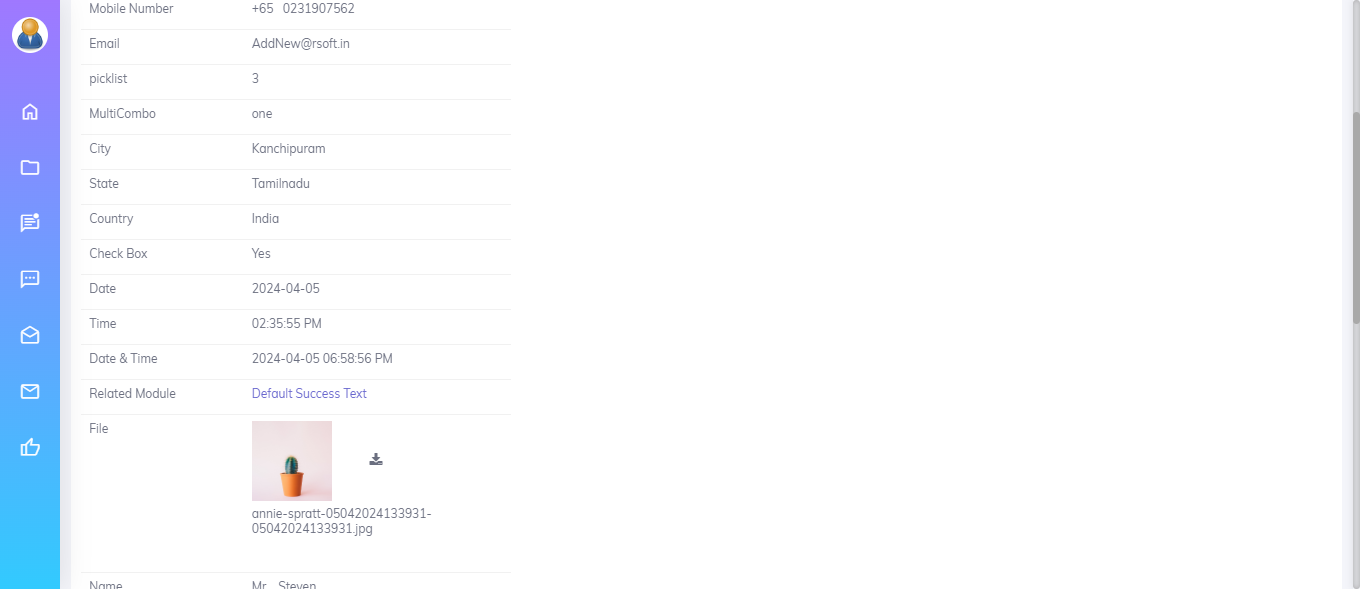 Mobile Number +65 0231907562
Email AddNew@rsoft.in
picklist 3
MultiCombo one
City Kanchipuram
State Tamilnadu
Country India
Check Box Yes
Date 2024-04-05
Time 02:35:55 PM
Date & Time 2024-04-05 06:58:56 PM
Related Module Default Success Text
File
annie-spratt-05042024133931-
05042024133931.jpg
Name Mr. Steven